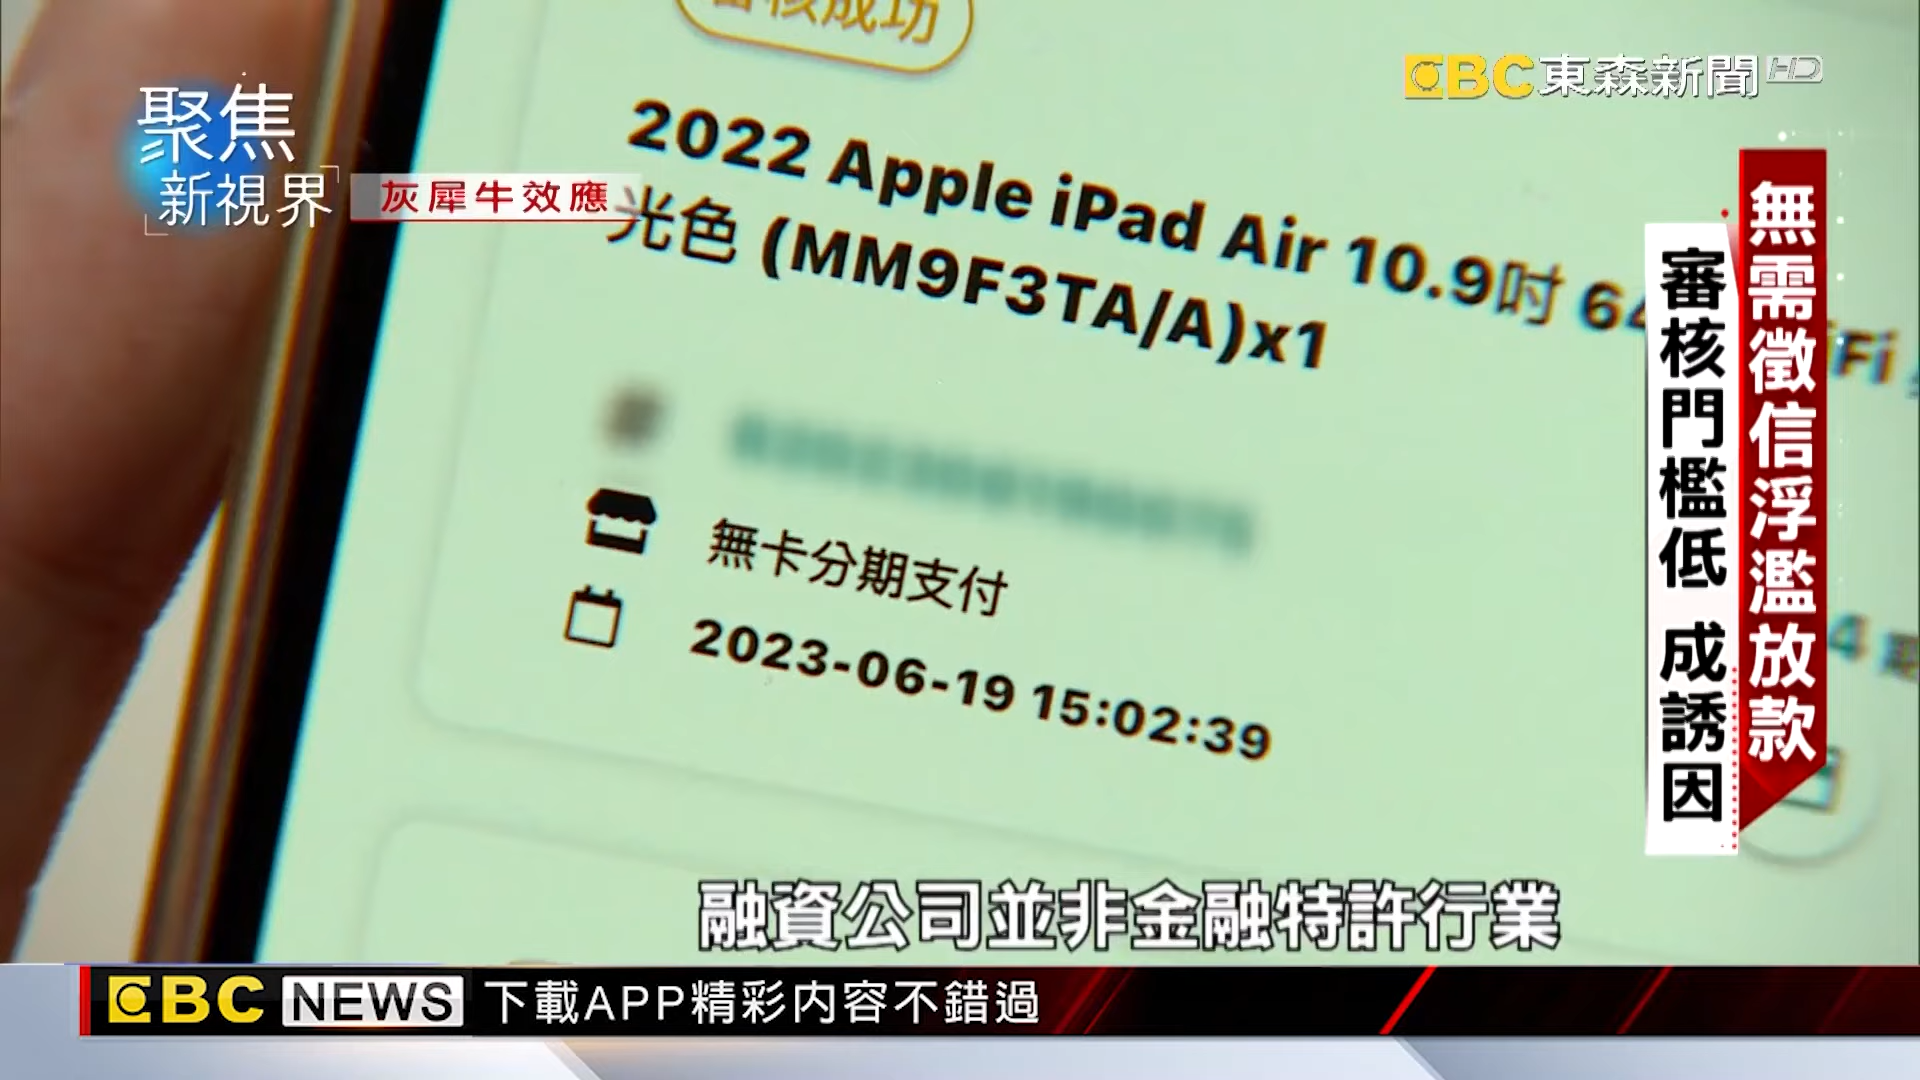 審核成功
EBC東森新聞HD
聚焦
新視界
灰犀牛效應
2022 Apple iPad Air 10.9吋 64
iFi
光色 (MM9F3TA/A)x1
無卡分期支付
2023-06-19 15:02:39
無需徵信浮濫放款
審核門檻低 成誘因
融資公司並非金融特許行業
EBC NEWS 下載APP精彩內容不錯過